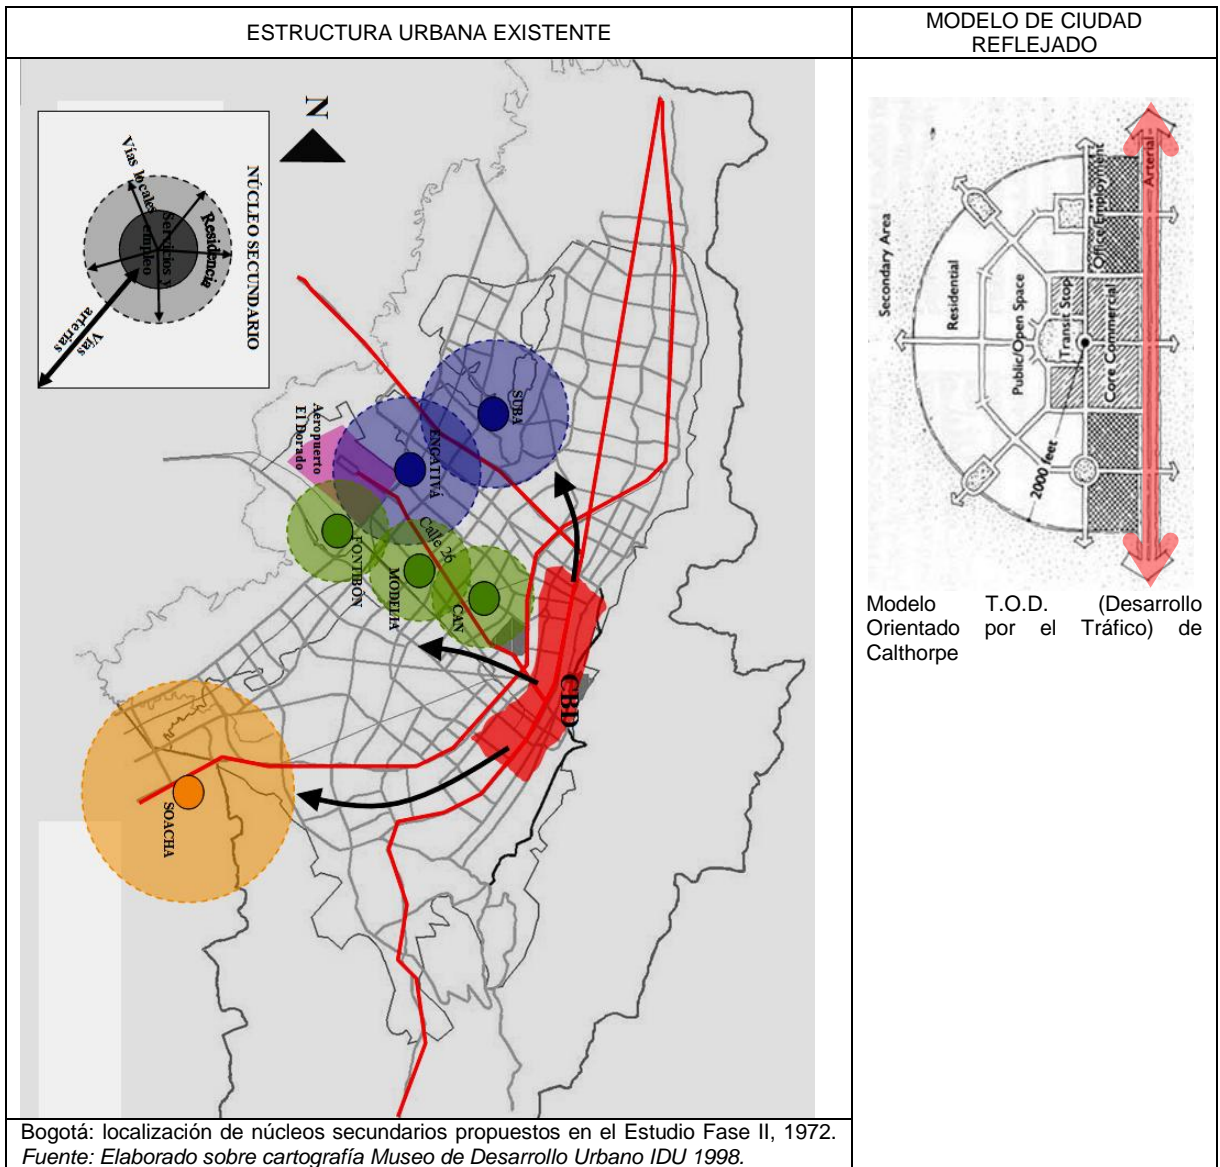 ESTRUCTURA URBANA EXISTENTE
MODELO DE CIUDAD
REFLEJADO
N
NÚCLEO SECUNDARIO
Vías locales
Residencia
Servicios y
empleo
Vías
arterias
SUBA
ENGATIVÁ
Aeropuerto
El Dorado
Calle 26
FONTIBÓN
MODELIA
CAN
CBD
SOACHA
Secondary Area
Residential
Public/Open Space
Transit Stop
Core Commercial
Office/Employment
Arterial
2000 feet
Modelo T.O.D. (Desarrollo
Orientado por el Tráfico) de
Calthorpe
Bogotá: localización de núcleos secundarios propuestos en el Estudio Fase II, 1972.
Fuente: Elaborado sobre cartografía Museo de Desarrollo Urbano IDU 1998.